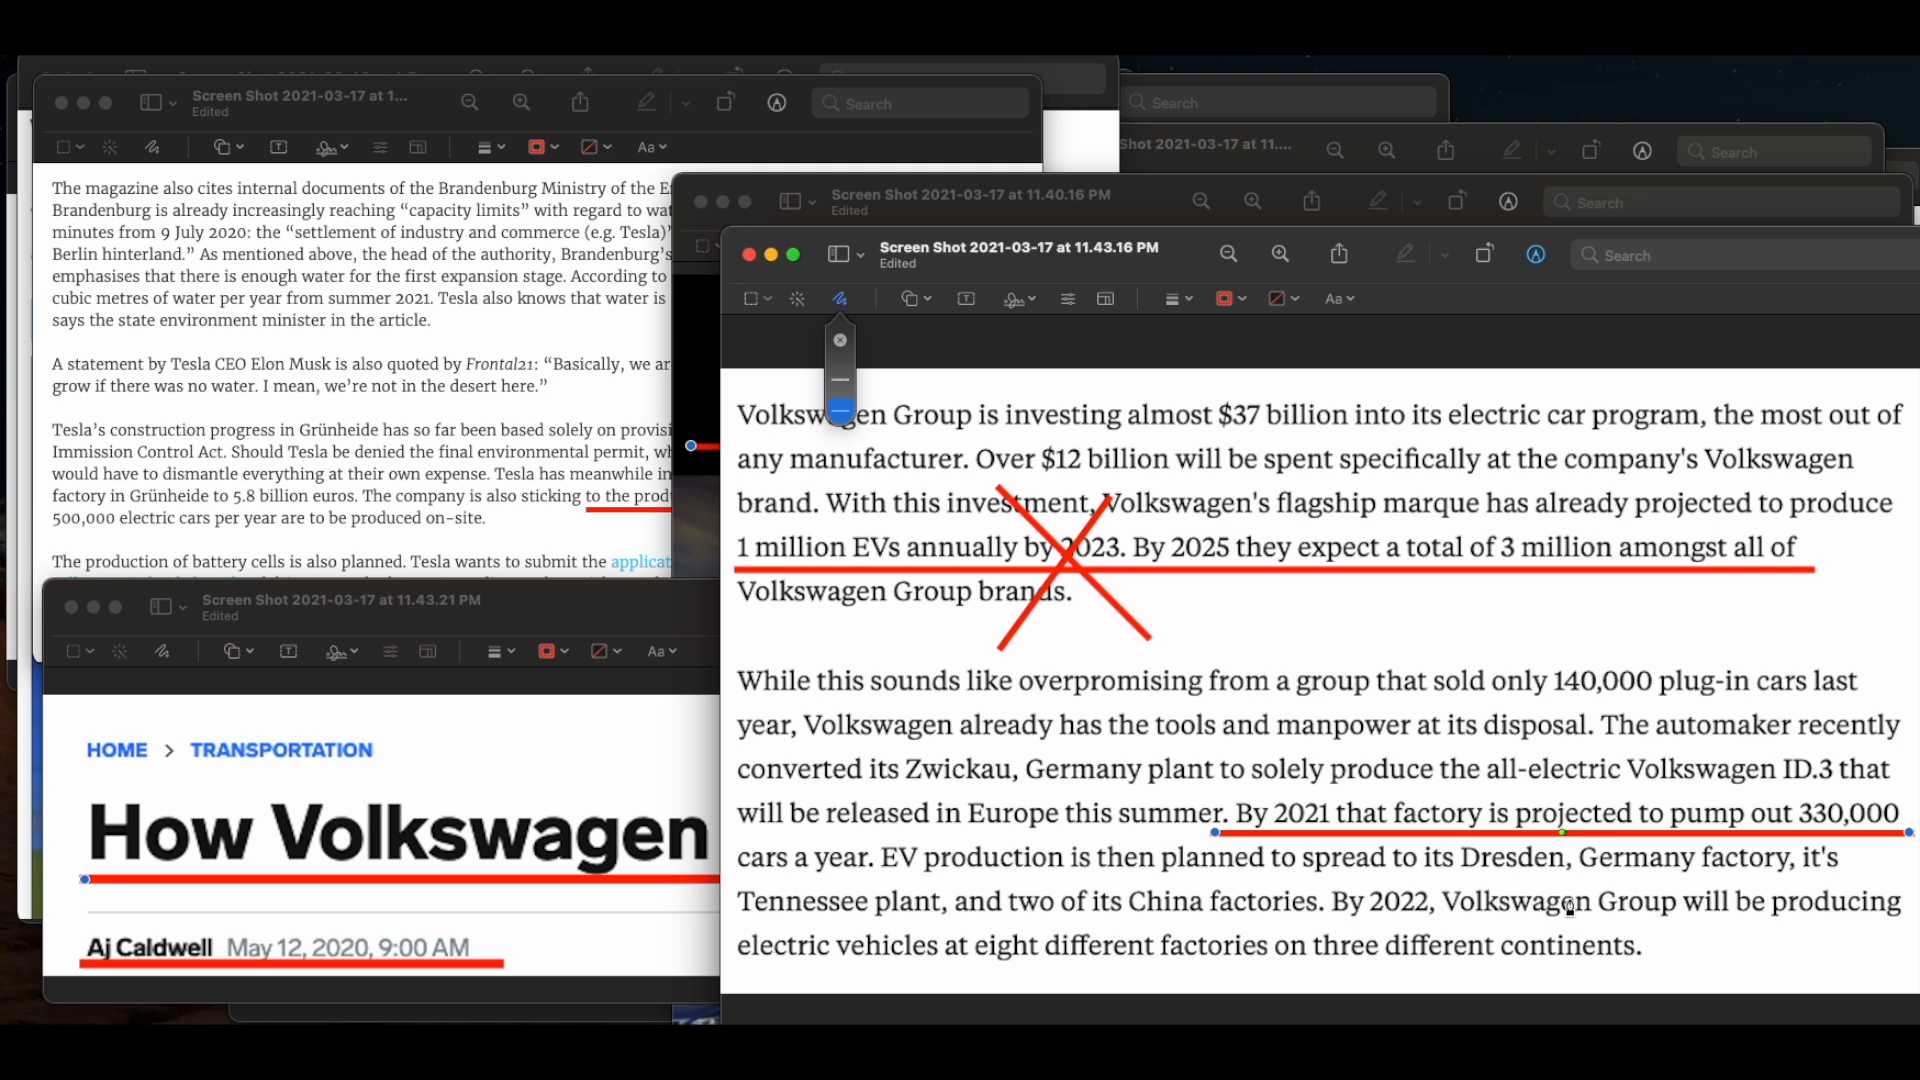 Screen Shot 2021-03-17 at 1...
Edited
Search
Aa
Search
Shot 2021-03-17 at 11....
Search
The magazine also cites internal documents of the Brandenburg Ministry of the
Brandenburg is already increasingly reaching “capacity limits” with regard to
minutes from 9 July 2020: the “settlement of industry and commerce (e.g. Tesla)”
Berlin hinterland.” As mentioned above, the head of the authority, Brandenburg’s
emphasises that there is enough water for the first expansion stage. According to
cubic metres of water per year from summer 2021. Tesla also knows that water is
says the state environment minister in the article.
A statement by Tesla CEO Elon Musk is also quoted by Frontal21: “Basically, we
grow if there was no water. I mean, we’re not in the desert here.”
Tesla’s construction progress in Grünheide has so far been based solely on
Immission Control Act. Should Tesla be denied the final environmental permit,
would have to dismantle everything at their own expense. Tesla has meanwhile
factory in Grünheide to 5.8 billion euros. The company is also sticking to the
500,000 electric cars per year are to be produced on-site.
The production of battery cells is also planned. Tesla wants to submit the
Screen Shot 2021-03-17 at 11.40.16 PM
Edited
Search
Screen Shot 2021-03-17 at 11.43.16 PM
Edited
Search
Aa
Volkswagen Group is investing almost $37 billion into its electric car program, the most out of
any manufacturer. Over $12 billion will be spent specifically at the company's Volkswagen
brand. With this investment, Volkswagen's flagship marque has already projected to produce
1 million EVs annually by 2023. By 2025 they expect a total of 3 million amongst all of
Volkswagen Group brands.
While this sounds like overpromising from a group that sold only 140,000 plug-in cars last
year, Volkswagen already has the tools and manpower at its disposal. The automaker recently
converted its Zwickau, Germany plant to solely produce the all-electric Volkswagen ID.3 that
will be released in Europe this summer. By 2021 that factory is projected to pump out 330,000
cars a year. EV production is then planned to spread to its Dresden, Germany factory, it's
Tennessee plant, and two of its China factories. By 2022, Volkswagen Group will be producing
electric vehicles at eight different factories on three different continents.
Screen Shot 2021-03-17 at 11.43.21 PM
Edited
Aa
HOME > TRANSPORTATION
How Volkswagen
Aj Caldwell May 12, 2020, 9:00 AM